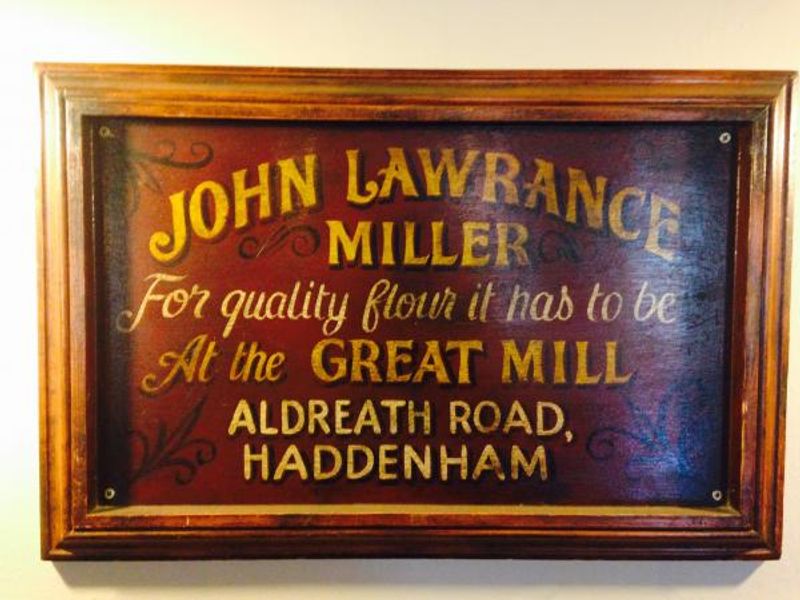 JOHN LAWRANCE
MILLER
For quality flour it has to be
At the GREAT MILL
ALDREATH ROAD,
HADDENHAM